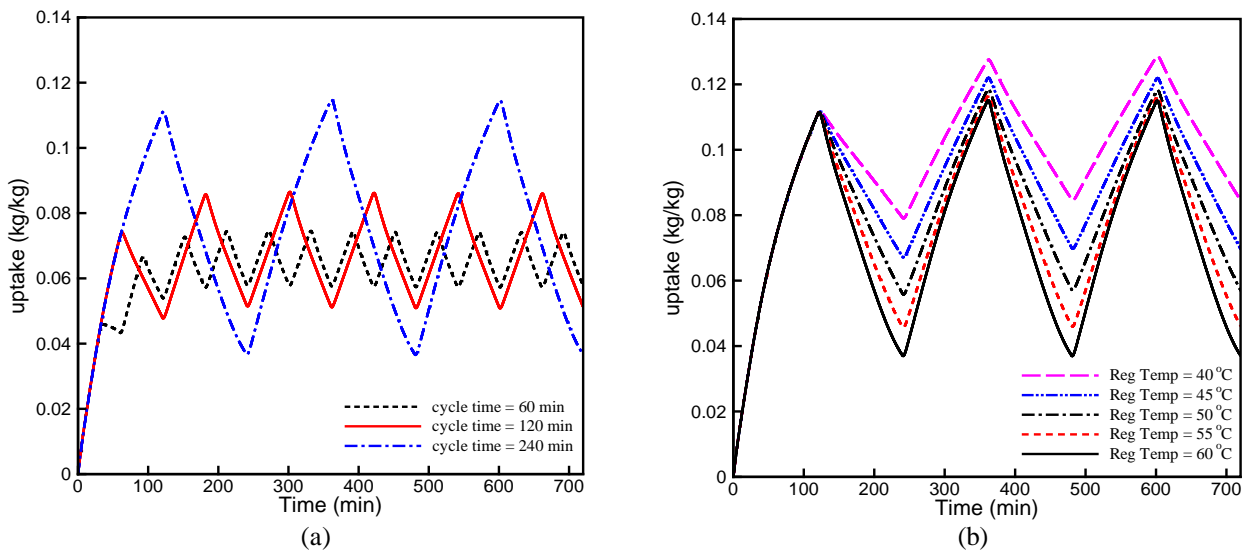 0.14
0.12
0.1
0.08
0.06
0.04
0.02
0
uptake (kg/kg)
cycle time = 60 min
cycle time = 120 min
cycle time = 240 min
0 100 200 300 400 500 600 700
Time (min)
(a)
0.14
0.12
0.1
0.08
0.06
0.04
0.02
0
uptake (kg/kg)
Reg Temp = 40 °C
Reg Temp = 45 °C
Reg Temp = 50 °C
Reg Temp = 55 °C
Reg Temp = 60 °C
0 100 200 300 400 500 600 700
Time (min)
(b)